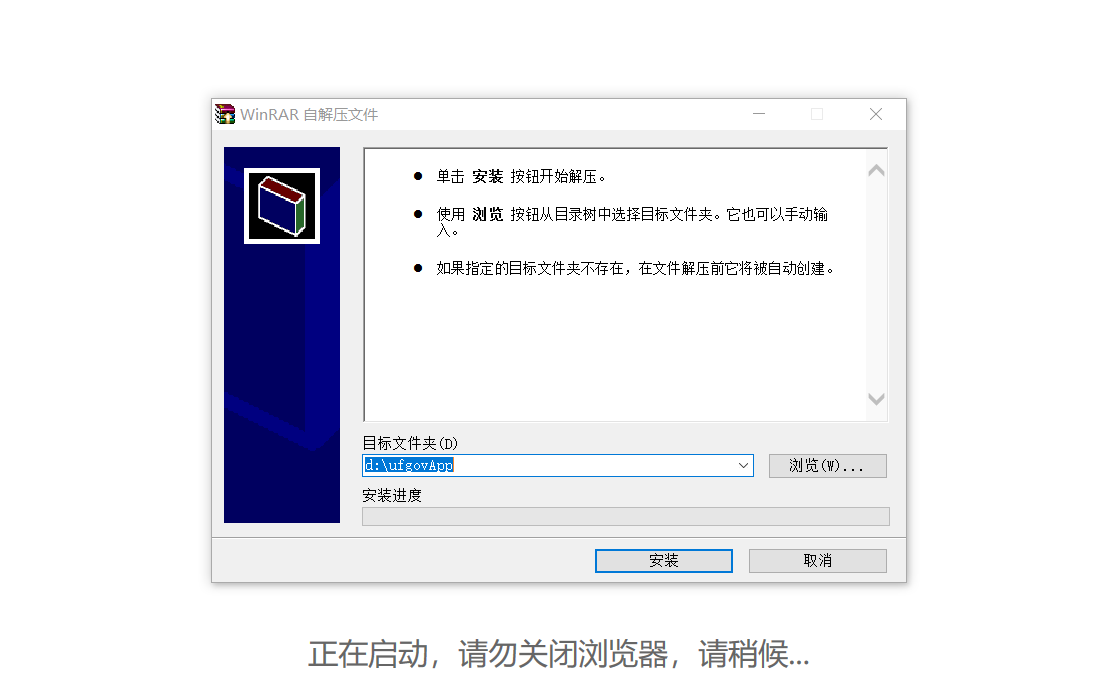 WinRAR 自解压文件
单击 安装 按钮开始解压。
使用 浏览 按钮从目录树中选择目标文件夹。它也可以手动输
入。
如果指定的目标文件夹不存在，在文件解压前它将被自动创建。
目标文件夹(D)
d:\ufgovApp
浏览(W)...
安装进度
安装
取消
正在启动，请勿关闭浏览器，请稍候...